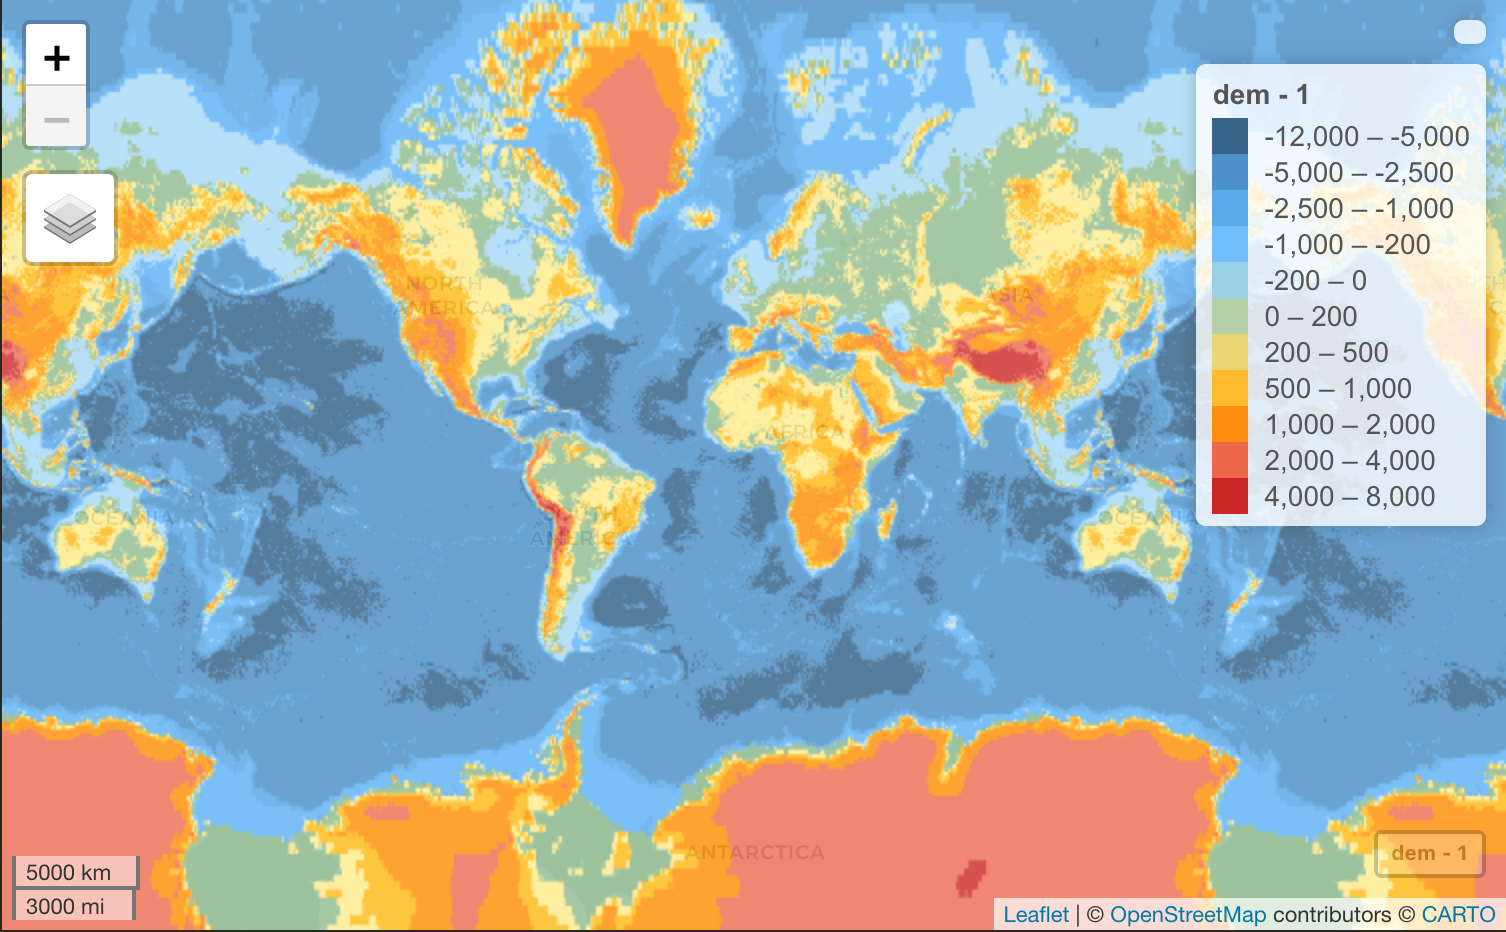 +
−
dem - 1
-12,000 – -5,000
-5,000 – -2,500
-2,500 – -1,000
-1,000 – -200
-200 – 0
0 – 200
200 – 500
500 – 1,000
1,000 – 2,000
2,000 – 4,000
4,000 – 8,000
NORTH
AMERICA
ASIA
AFRICA
OCEANIA
SOUTH
AMERICA
OCEANIA
ANTARCTICA
dem - 1
5000 km
3000 mi
Leaflet | © OpenStreetMap contributors © CARTO